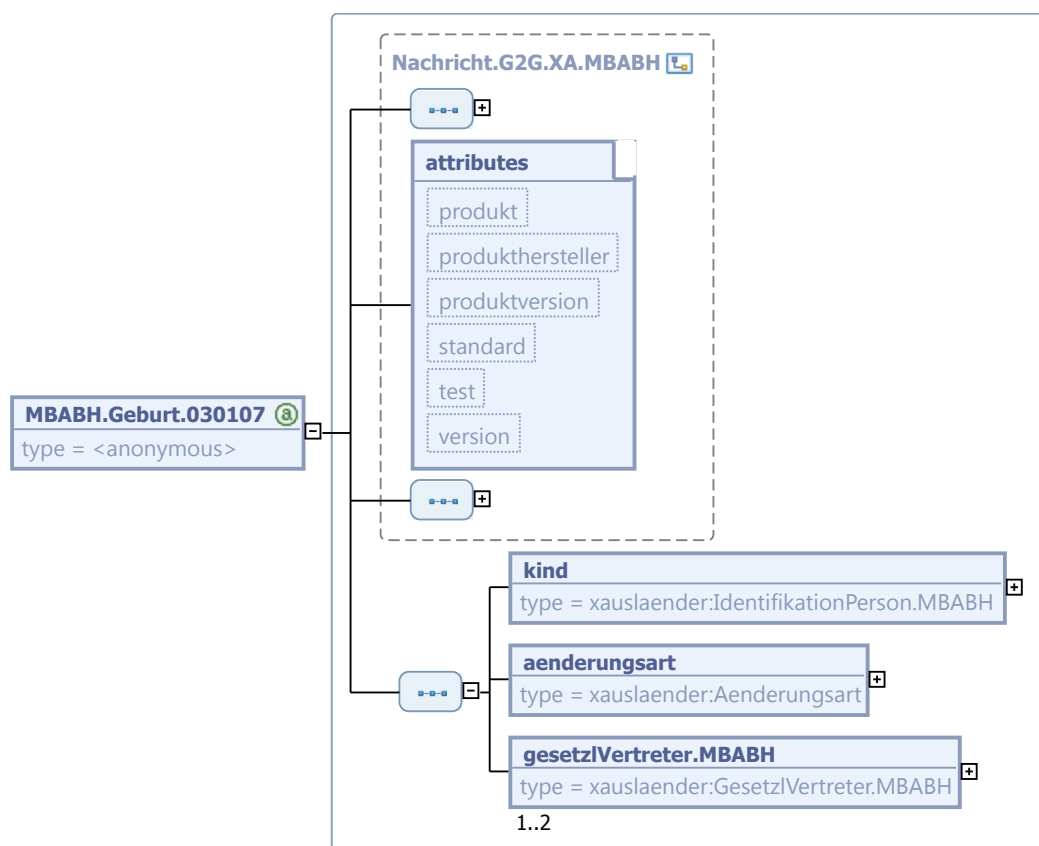 Nachricht.G2G.XA.MBABH
attributes
produkt
produkthersteller
produktversion
standard
test
version
MBABH.Geburt.030107
type = <anonymous>
kind
type = xauslaender:IdentifikationPerson.MBABH
aenderungsart
type = xauslaender:Aenderungsart
gesetzlVertreter.MBABH
type = xauslaender:GesetzlVertreter.MBABH
1..2